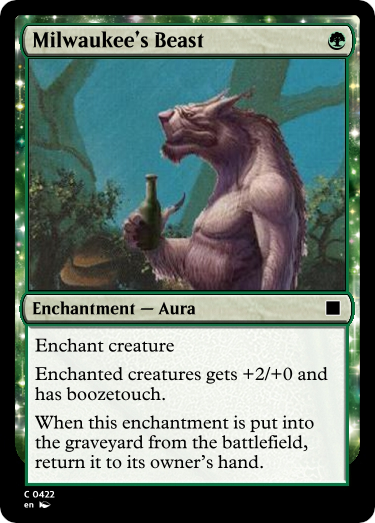 Milwaukee's Beast
Enchantment — Aura
Enchant creature
Enchanted creatures gets +2/+0 and
has boozetouch.
When this enchantment is put into
the graveyard from the battlefield,
return it to its owner's hand.
C 0422
en